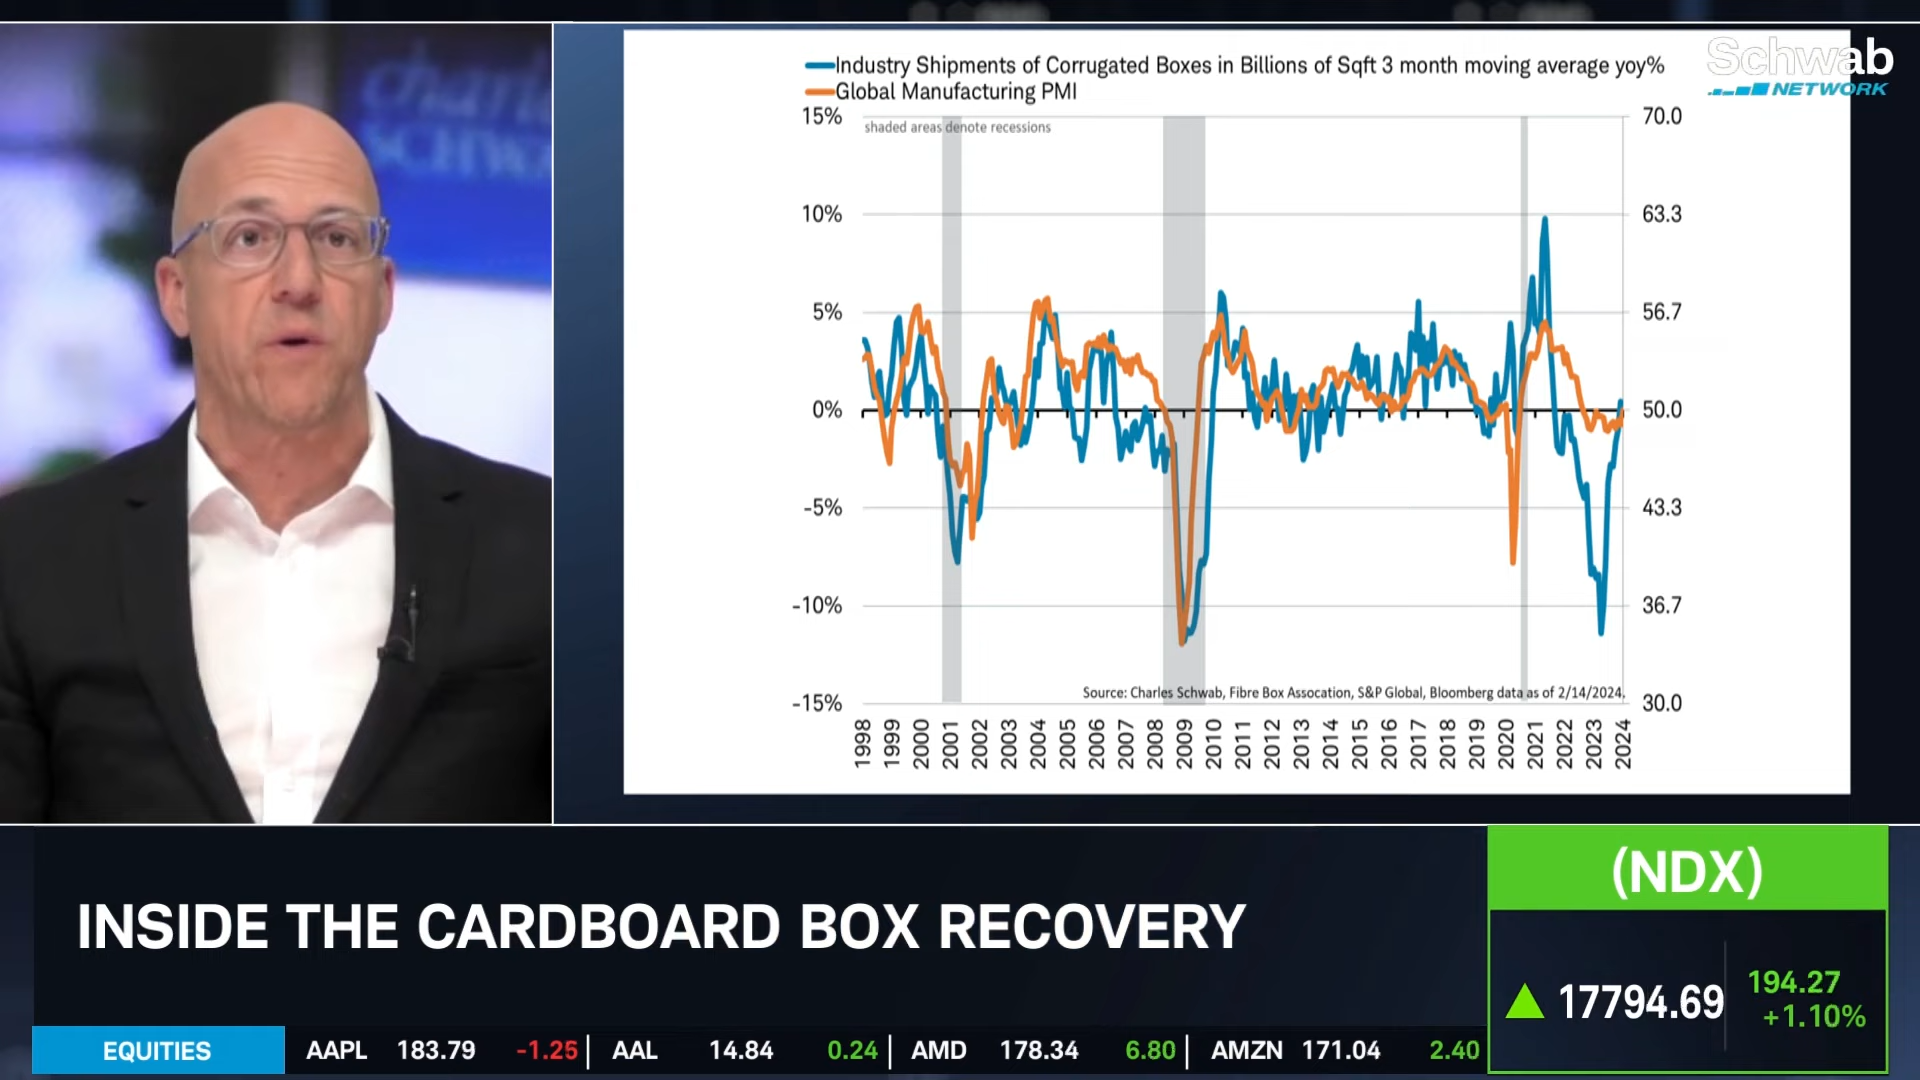 charle
SCHWA
Industry Shipments of Corrugated Boxes in Billions of Sqft 3 month moving average yoy%
Global Manufacturing PMI
Schwab
NETWORK
shaded areas denote recessions
15% 70.0
10% 63.3
5% 56.7
0% 50.0
-5% 43.3
-10% 36.7
-15% 30.0
Source: Charles Schwab, Fibre Box Assocation, S&P Global, Bloomberg data as of 2/14/2024.
1998 1999 2000 2001 2002 2003 2004 2005 2006 2007 2008 2009 2010 2011 2012 2013 2014 2015 2016 2017 2018 2019 2020 2021 2022 2023 2024
INSIDE THE CARDBOARD BOX RECOVERY
(NDX)
17794.69 194.27
+1.10%
EQUITIES AAPL 183.79 -1.25 AAL 14.84 0.24 AMD 178.34 6.80 AMZN 171.04 2.40